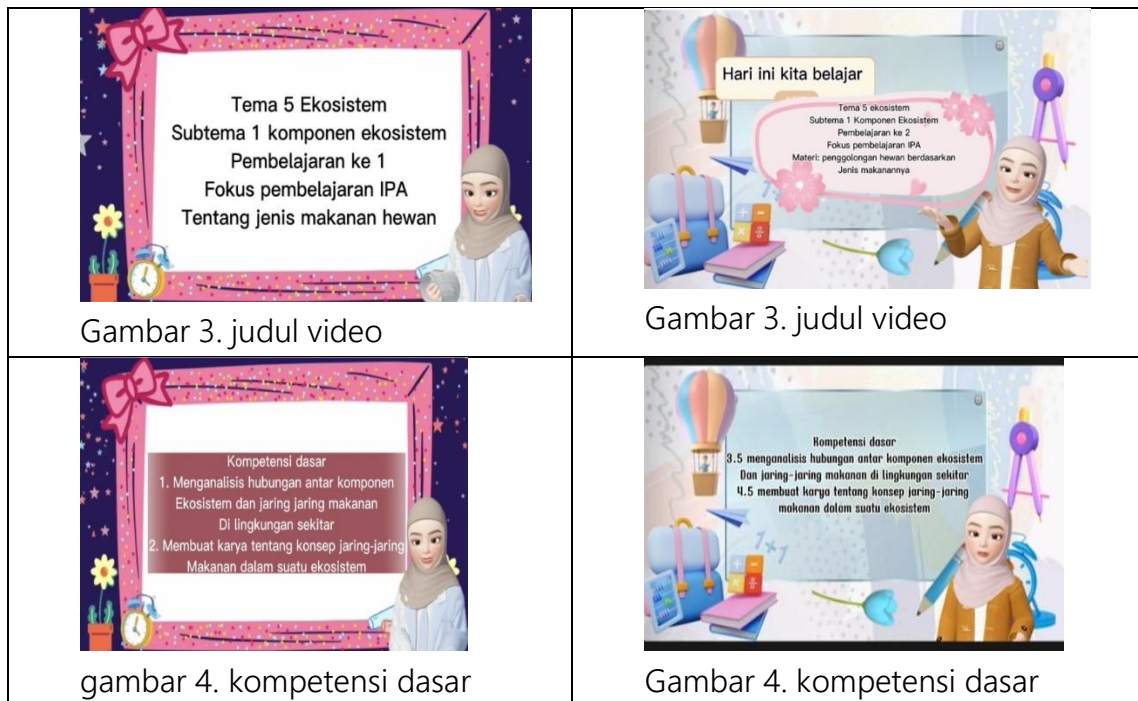 Tema 5 Ekosistem
Subtema 1 komponen ekosistem
Pembelajaran ke 1
Fokus pembelajaran IPA
Tentang jenis makanan hewan
Gambar 3. judul video
Hari ini kita belajar
Tema 5 ekosistem
Subtema 1 Komponen Ekosistem
Pembelajaran ke 2
Fokus pembelajaran IPA
Materi: penggolongan hewan berdasarkan
Jenis makanannya
Gambar 3. judul video
Kompetensi dasar
1. Menganalisis hubungan antar komponen
Ekosistem dan jaring jaring makanan
Di lingkungan sekitar
2. Membuat karya tentang konsep jaring-jaring
Makanan dalam suatu ekosistem
gambar 4. kompetensi dasar
Kompetensi dasar
3.5 menganalisis hubungan antar komponen ekosistem
Dan jaring-jaring makanan di lingkungan sekitar
4.5 membuat karya tentang konsep jaring-jaring
makanan dalam suatu ekosistem
1+1
Gambar 4. kompetensi dasar